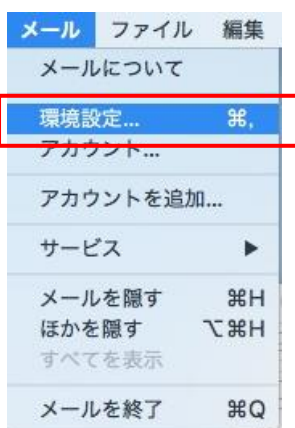 メール ファイル 編集
メールについて
環境設定... ⌘,
アカウント...
アカウントを追加...
サービス ▶
メールを隠す ⌘H
ほかを隠す ⌥⌘H
すべてを表示
メールを終了 ⌘Q